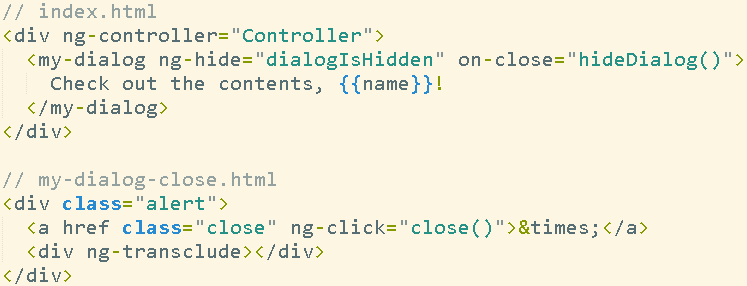 // index.html
<div ng-controller="Controller">
  <my-dialog ng-hide="dialogIsHidden" on-close="hideDialog()">
    Check out the contents, {{name}}!
  </my-dialog>
</div>

// my-dialog-close.html
<div class="alert">
  <a href class="close" ng-click="close()">&times;</a>
  <div ng-transclude></div>
</div>